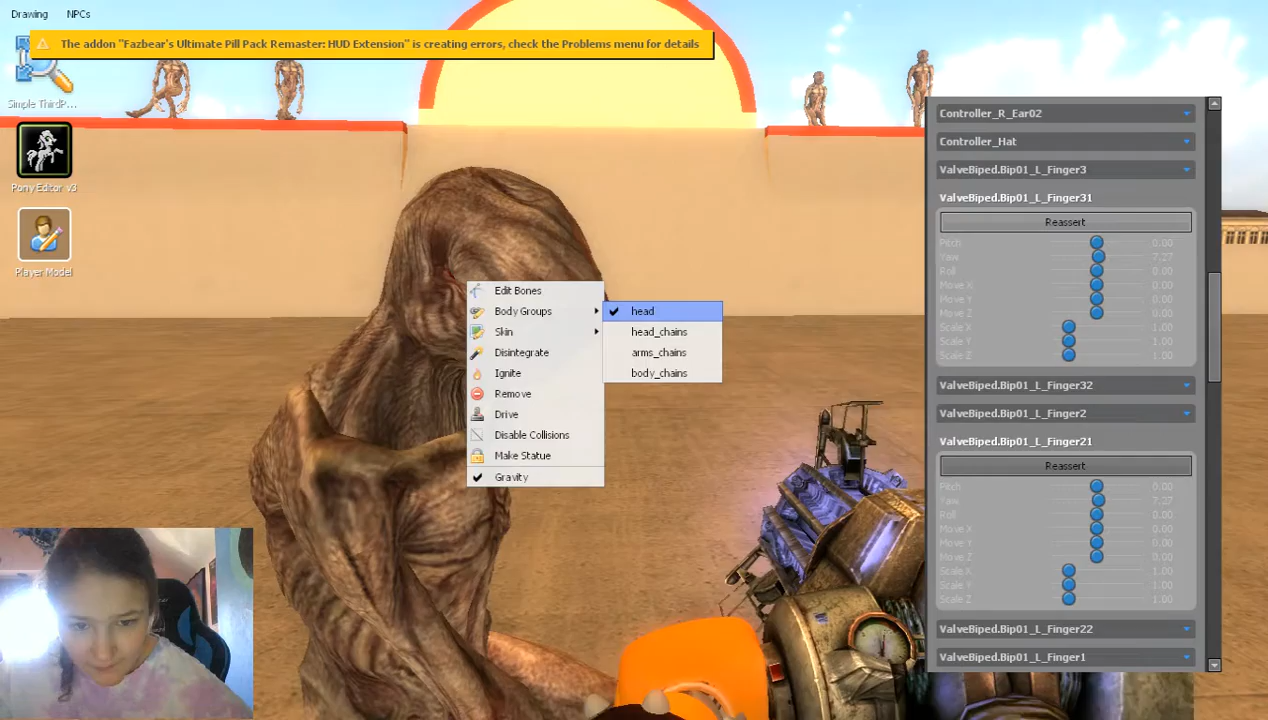 Drawing NPCs
The addon "Fazbear's Ultimate Pill Pack Remaster: HUD Extension" is creating errors, check the Problems menu for details
Simple ThirdP...
Pony Editor v3
Player Model
Edit Bones
Body Groups
Skin
Disintegrate
Ignite
Remove
Drive
Disable Collisions
Make Statue
Gravity
head
head_chains
arms_chains
body_chains
Controller_R_Ear02
Controller_Hat
ValveBiped.Bip01_L_Finger3
ValveBiped.Bip01_L_Finger31
Reassert
Pitch 0.00
Yaw 7.27
Roll 0.00
Move X 0.00
Move Y 0.00
Move Z 0.00
Scale X 1.00
Scale Y 1.00
Scale Z 1.00
ValveBiped.Bip01_L_Finger32
ValveBiped.Bip01_L_Finger2
ValveBiped.Bip01_L_Finger21
Reassert
Pitch 0.00
Yaw 7.27
Roll 0.00
Move X 0.00
Move Y 0.00
Move Z 0.00
Scale X 1.00
Scale Y 1.00
Scale Z 1.00
ValveBiped.Bip01_L_Finger22
ValveBiped.Bip01_L_Finger1